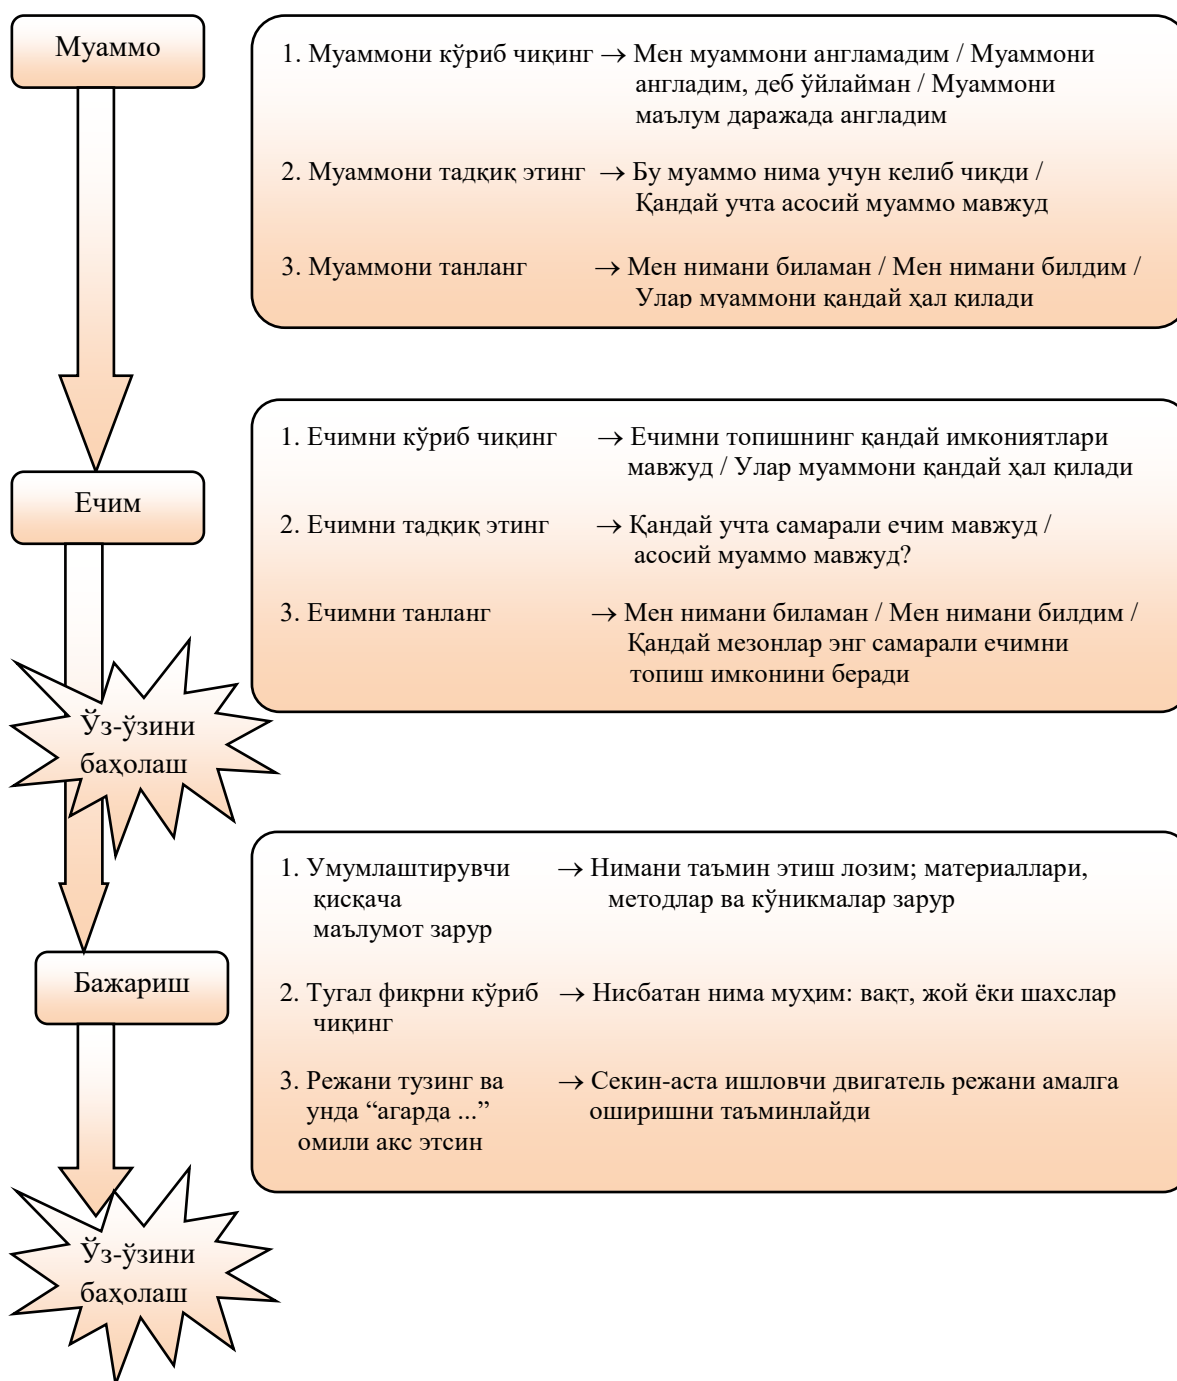 Муаммо
1. Муаммони кўриб чиқинг → Мен муаммони англамадим / Муаммони
англадим, деб ўйлайман / Муаммони
маълум даражада англадим
2. Муаммони тадқиқ этинг → Бу муаммо нима учун келиб чиқди /
Қандай учта асосий муаммо мавжуд
3. Муаммони танланг → Мен нимани биламан / Мен нимани билдим /
Улар муаммони қандай ҳал қилади
Ечим
1. Ечимни кўриб чиқинг → Ечимни топишнинг қандай имкониятлари
мавжуд / Улар муаммони қандай ҳал қилади
2. Ечимни тадқиқ этинг → Қандай учта самарали ечим мавжуд /
асосий муаммо мавжуд?
3. Ечимни танланг → Мен нимани биламан / Мен нимани билдим /
Қандай мезонлар энг самарали ечимни
топиш имконини беради
Ўз-ўзини
баҳолаш
Бажариш
1. Умумлаштирувчи → Нимани таъмин этиш лозим; материаллари,
қисқача методлар ва кўникмалар зарур
маълумот зарур
2. Тугал фикрни кўриб → Нисбатан нима муҳим: вақт, жой ёки шахслар
чиқинг
3. Режани тузинг ва → Секин-аста ишловчи двигатель режани амалга
унда “агарда ...” оширишни таъминлайди
омили акс этсин
Ўз-ўзини
баҳолаш